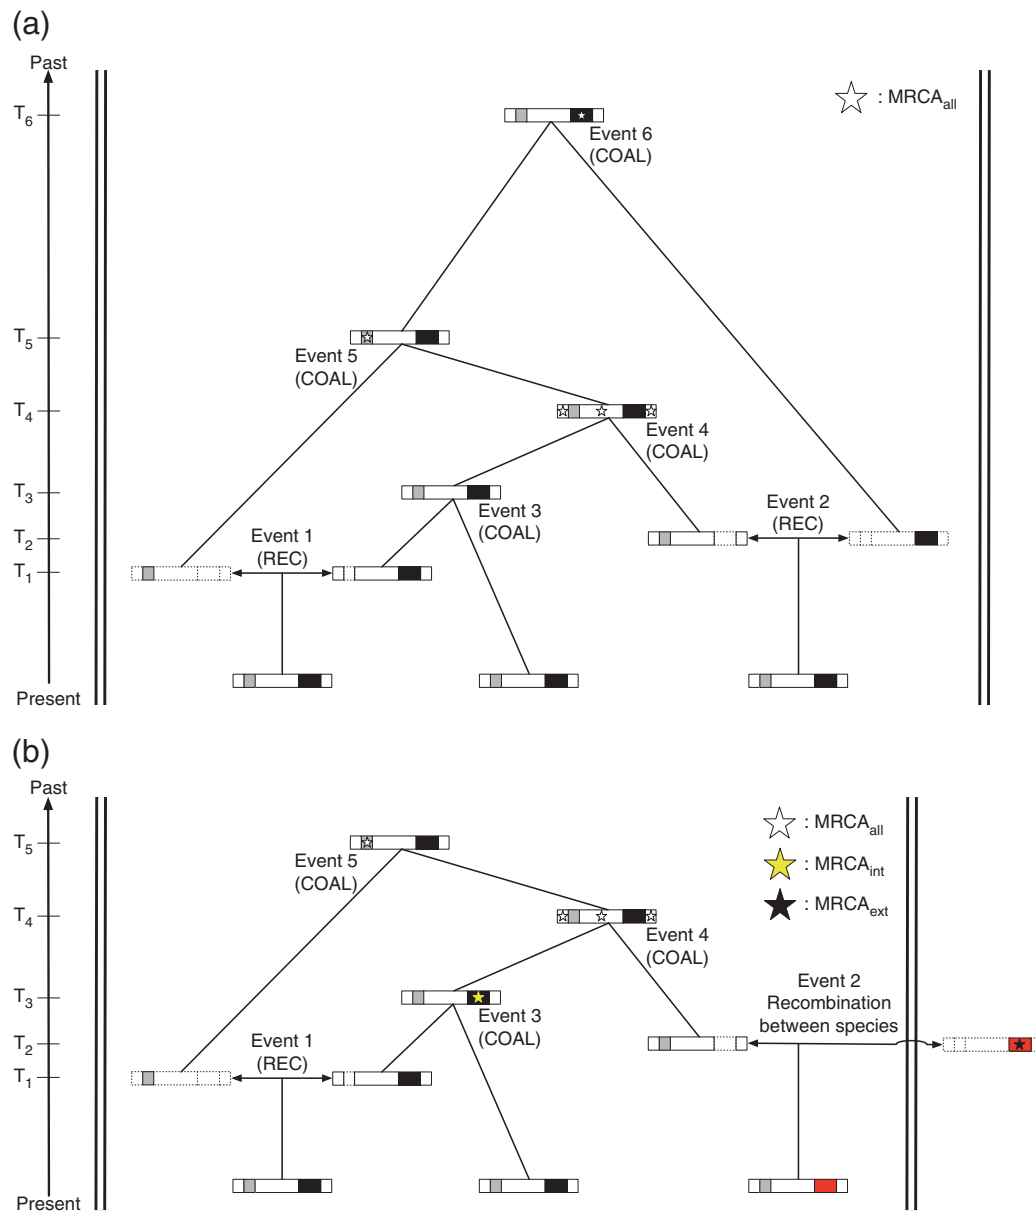 (a)
Past
T6
: MRCAall
Event 6
(COAL)
T5
Event 5
(COAL)
T4
Event 4
(COAL)
T3
Event 3
(COAL)
Event 2
(REC)
T2
Event 1
(REC)
T1
Present
(b)
Past
: MRCAall
T5
Event 5
(COAL)
: MRCAint
: MRCAext
T4
Event 4
(COAL)
T3
Event 3
(COAL)
Event 2
Recombination
between species
T2
Event 1
(REC)
T1
Present